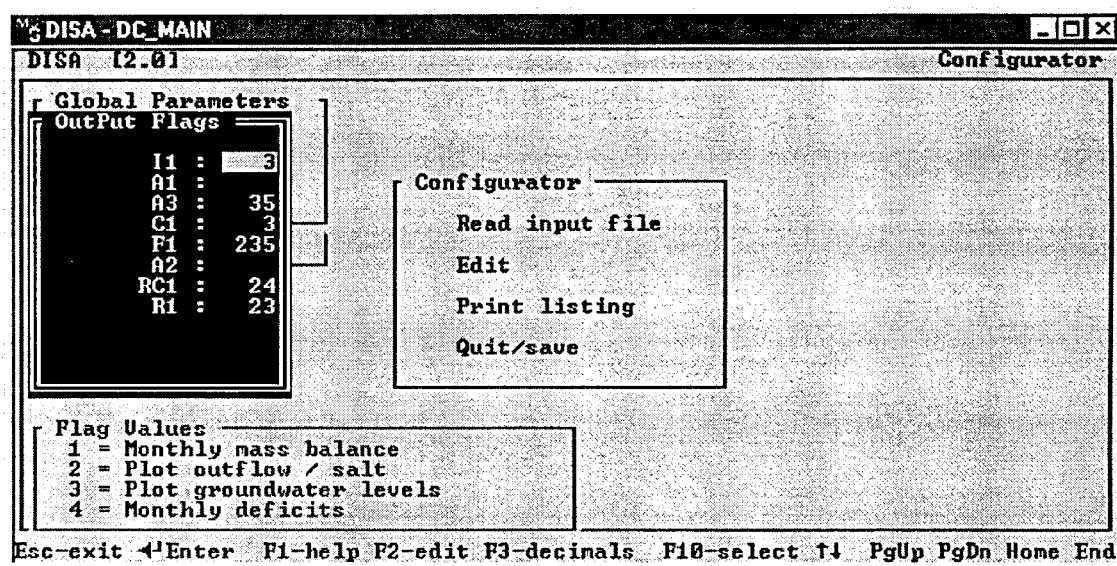 DISA - DC_MAIN
DISA [2.0] Configurator
Global Parameters
OutPut Flags
I1 : 3
A1 :
A3 : 35
C1 : 3
F1 : 235
A2 :
RC1 : 24
R1 : 23
Configurator
Read input file
Edit
Print listing
Quit/save
Flag Values
1 = Monthly mass balance
2 = Plot outflow / salt
3 = Plot groundwater levels
4 = Monthly deficits
Esc-exit ↵Enter F1-help F2-edit F3-decimals F10-select ↑↓ PgUp PgDn Home End